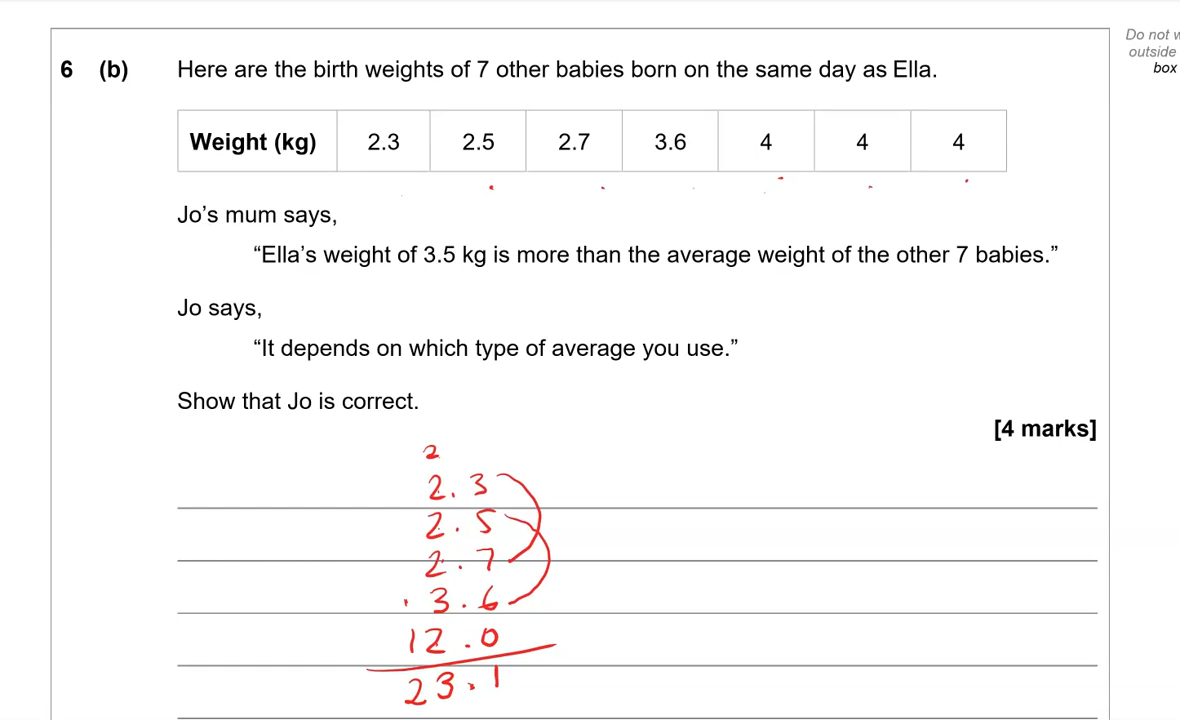 Do not
outside
box
6 (b) Here are the birth weights of 7 other babies born on the same day as Ella.
Weight (kg) 2.3 2.5 2.7 3.6 4 4 4
Jo’s mum says,
“Ella’s weight of 3.5 kg is more than the average weight of the other 7 babies.”
Jo says,
“It depends on which type of average you use.”
Show that Jo is correct.
[4 marks]
2
2.3
2.5
2.7
3.6
12.0
23.1